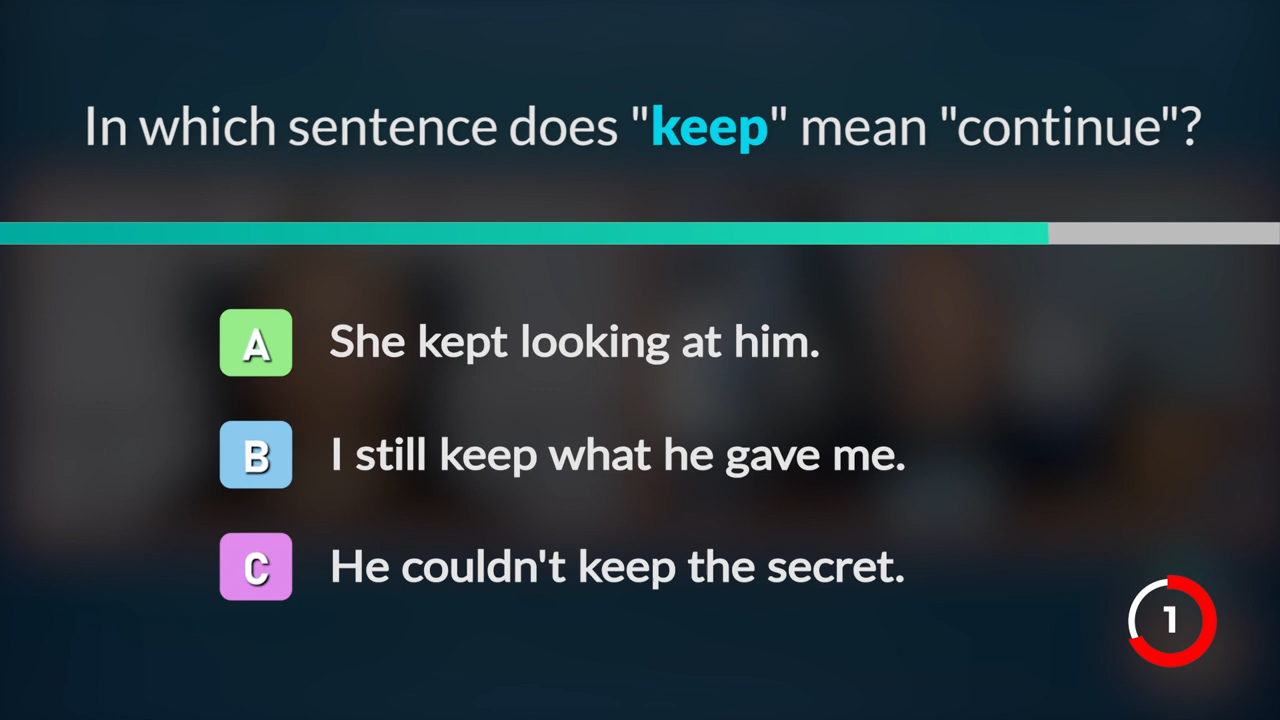 In which sentence does "keep" mean "continue"?
A She kept looking at him.
B I still keep what he gave me.
C He couldn't keep the secret.
1